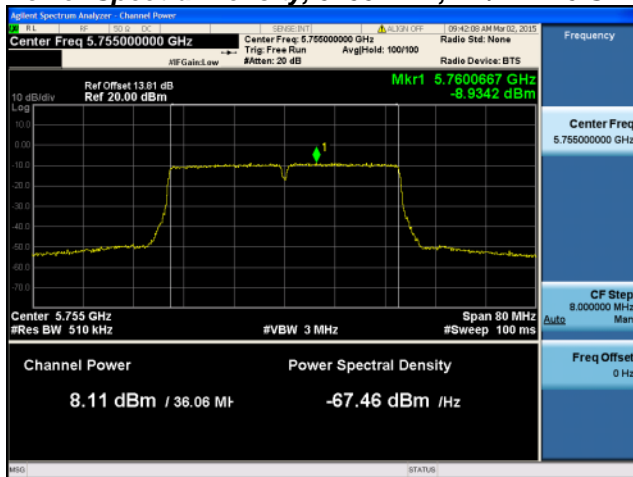 Agilent Spectrum Analyzer - Channel Power
RL RF 50 Ω DC SENSE:INT ALIGN OFF 09:42:08 AM Mar 02, 2015
Center Freq 5.755000000 GHz Center Freq: 5.755000000 GHz Radio Std: None Frequency
Trig: Free Run Avg|Hold: 100/100
#IFGain:Low #Atten: 20 dB Radio Device: BTS
Ref Offset 13.81 dB Mkr1 5.7600667 GHz
10 dB/div Ref 20.00 dBm -8.9342 dBm
Log
10.0
0.00
-10.0
-20.0
-30.0
-40.0
-50.0
-60.0
-70.0
1
Center Freq
5.755000000 GHz
Center 5.755 GHz Span 80 MHz
#Res BW 510 kHz #VBW 3 MHz #Sweep 100 ms
CF Step
8.000000 MHz
Auto Man
Channel Power Power Spectral Density
8.11 dBm / 36.06 MH -67.46 dBm /Hz
Freq Offset
0 Hz
MSG STATUS